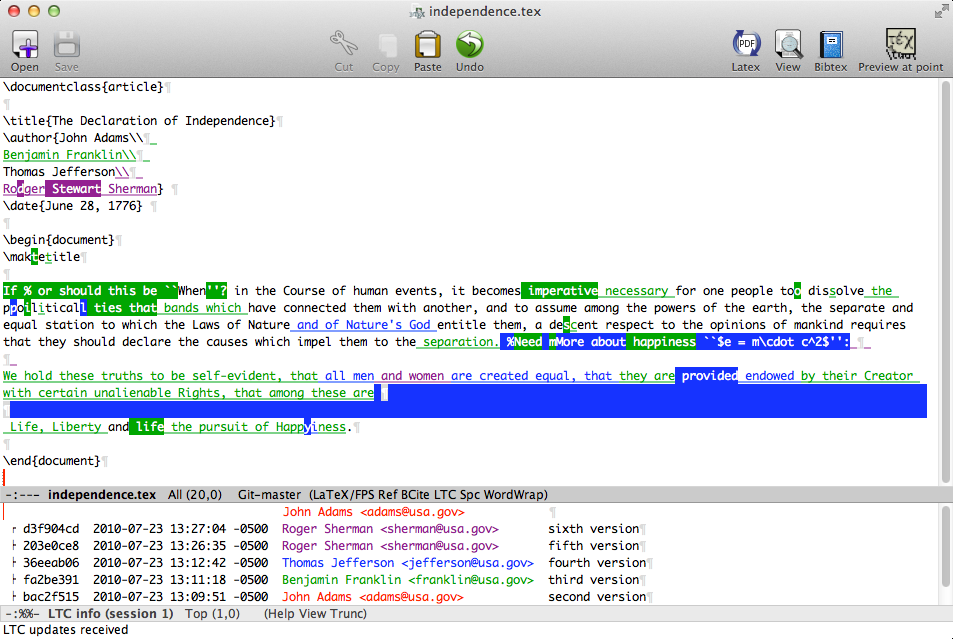 independence.tex
Open Save Cut Copy Paste Undo PDF Latex View Bibtex Preview at point
\documentclass{article}¶
¶
\title{The Declaration of Independence}¶
\author{John Adams\\¶
Benjamin Franklin\\¶
Thomas Jefferson\\¶
Rodger Stewart Sherman} ¶
\date{June 28, 1776} ¶
¶
\begin{document}¶
\maktetitle¶
¶
If % or should this be ``When''? in the Course of human events, it becomes imperative necessary for one people too dissolve the
ppoiliticall ties that bands which have connected them with another, and to assume among the powers of the earth, the separate and
equal station to which the Laws of Nature and of Nature's God entitle them, a descent respect to the opinions of mankind requires
that they should declare the causes which impel them to the separation. %Need mMore about happiness ``$e = m\cdot c^2$'': ¶
¶
We hold these truths to be self-evident, that all men and women are created equal, that they are provided endowed by their Creator
with certain unalienable Rights, that among these are ¶
¶
Life, Liberty and life the pursuit of Happyiness.¶
¶
\end{document}¶
-:--- independence.tex All (20,0) Git-master (LaTeX/FPS Ref BCite LTC Spc WordWrap)
John Adams <adams@usa.gov> ¶
d3f904cd 2010-07-23 13:27:04 -0500 Roger Sherman <sherman@usa.gov> sixth version¶
203e0ce8 2010-07-23 13:26:35 -0500 Roger Sherman <sherman@usa.gov> fifth version¶
36eeab06 2010-07-23 13:12:42 -0500 Thomas Jefferson <jefferson@usa.gov> fourth version¶
fa2be391 2010-07-23 13:11:18 -0500 Benjamin Franklin <franklin@usa.gov> third version¶
bac2f515 2010-07-23 13:09:51 -0500 John Adams <adams@usa.gov> second version¶
-:%%- LTC info (session 1) Top (1,0) (Help View Trunc)
LTC updates received